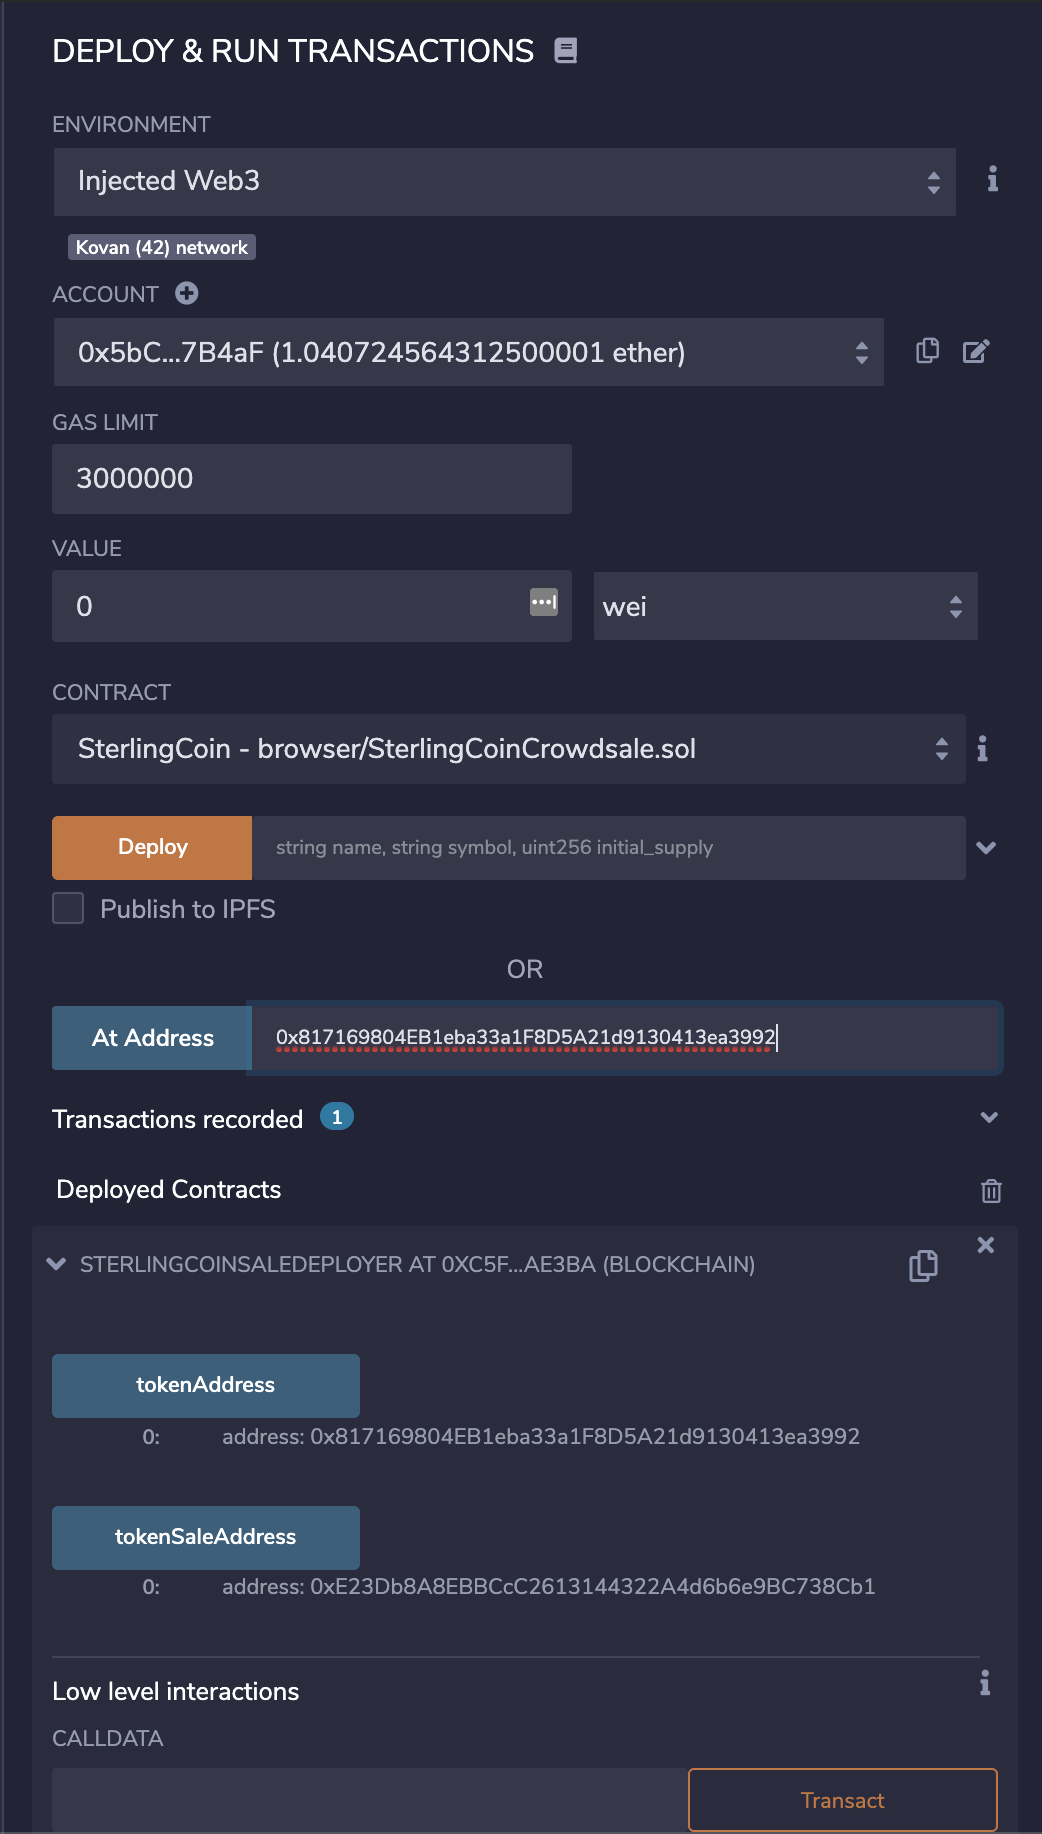 DEPLOY & RUN TRANSACTIONS
ENVIRONMENT
Injected Web3
Kovan (42) network
ACCOUNT
0x5bC...7B4aF (1.040724564312500001 ether)
GAS LIMIT
3000000
VALUE
0 wei
CONTRACT
SterlingCoin - browser/SterlingCoinCrowdsale.sol
Deploy string name, string symbol, uint256 initial_supply
Publish to IPFS
OR
At Address 0x817169804EB1eba33a1F8D5A21d9130413ea3992
Transactions recorded 1
Deployed Contracts
STERLINGCOINSALEDEPLOYER AT 0XC5F...AE3BA (BLOCKCHAIN)
tokenAddress
0: address: 0x817169804EB1eba33a1F8D5A21d9130413ea3992
tokenSaleAddress
0: address: 0xE23Db8A8EBBCcC2613144322A4d6b6e9BC738Cb1
Low level interactions
CALLDATA
Transact